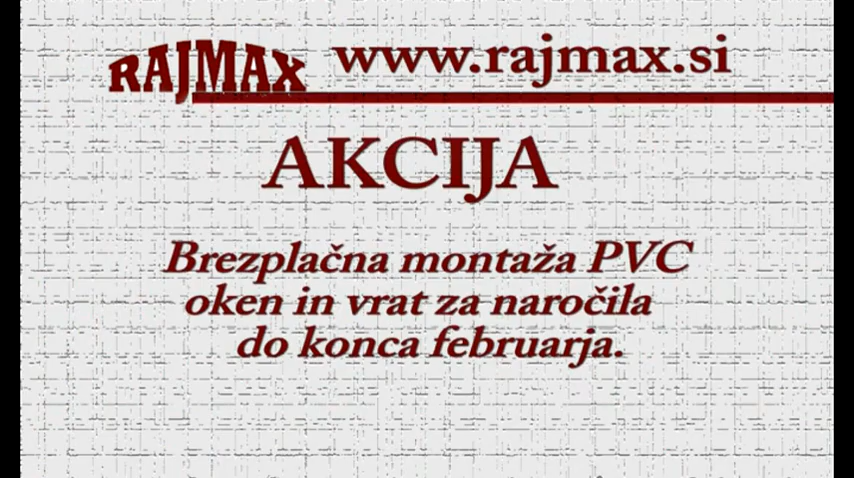 RAJMAX www.rajmax.si
AKCIJA
Brezplačna montaža PVC
oken in vrat za naročila
do konca februarja.